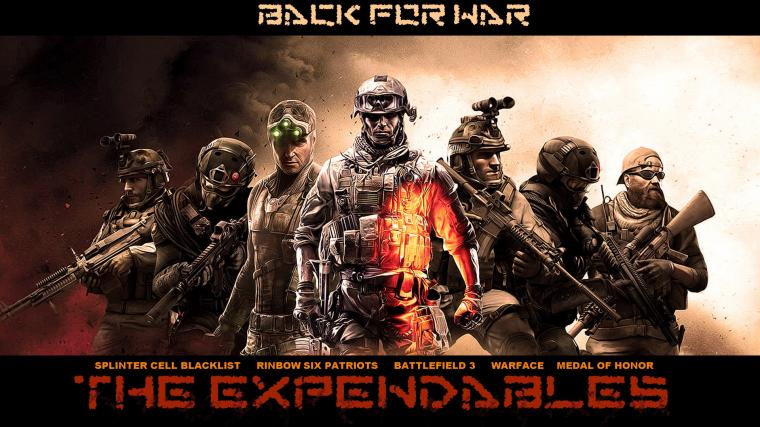 BACK FOR WAR
SPLINTER CELL BLACKLIST RINBOW SIX PATRIOTS BATTLEFIELD 3 WARFACE MEDAL OF HONOR
THE EXPENDABLES